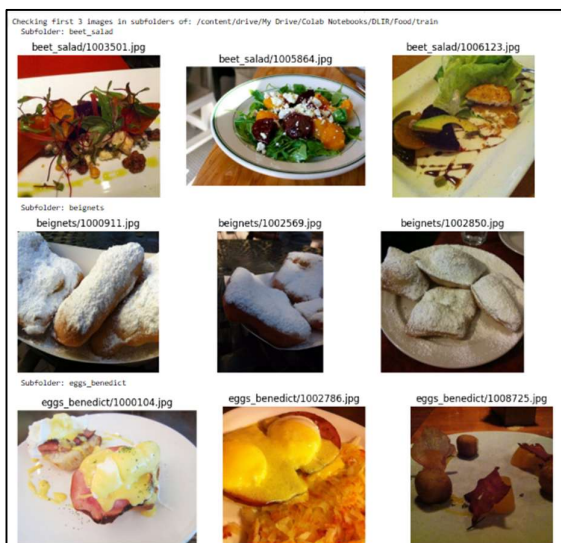 Checking first 3 images in subfolders of: /content/drive/My Drive/Colab Notebooks/DLIR/Food/train
Subfolder: beet_salad
beet_salad/1003501.jpg
beet_salad/1005864.jpg
beet_salad/1006123.jpg
Subfolder: beignets
beignets/1000911.jpg
beignets/1002569.jpg
beignets/1002850.jpg
Subfolder: eggs_benedict
eggs_benedict/1000104.jpg
eggs_benedict/1002786.jpg
eggs_benedict/1008725.jpg